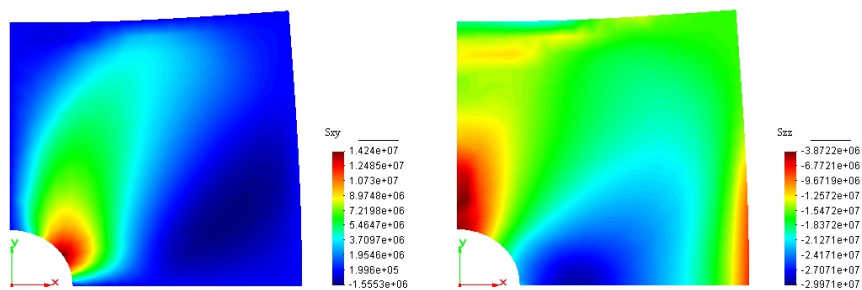 Sxy
1.424e+07
1.2485e+07
1.073e+07
8.9748e+06
7.2198e+06
5.4647e+06
3.7097e+06
1.9546e+06
1.996e+05
-1.5553e+06
y
x
Szz
-3.8722e+06
-6.7721e+06
-9.6719e+06
-1.2572e+07
-1.5472e+07
-1.8372e+07
-2.1271e+07
-2.4171e+07
-2.7071e+07
-2.9971e+07
y
x